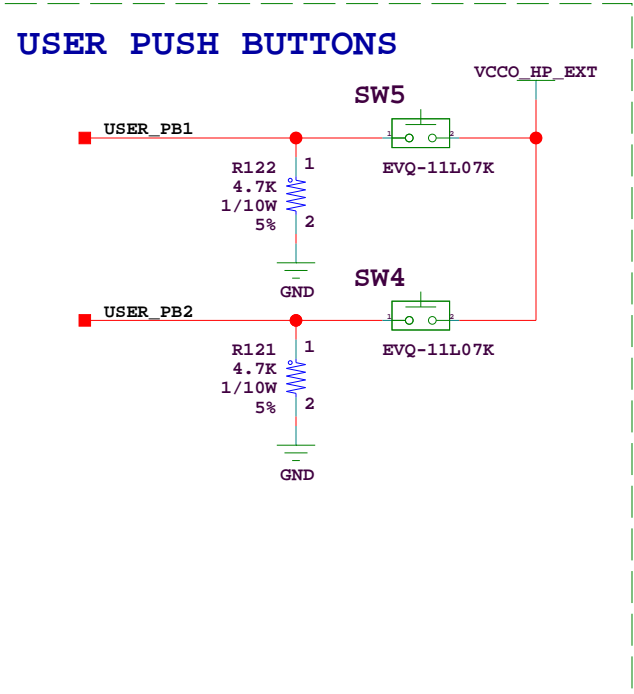 USER PUSH BUTTONS
VCCO_HP_EXT
SW5
USER_PB1
1 2
EVQ-11L07K
R122 1
4.7K
1/10W
5% 2
GND
SW4
USER_PB2
1 2
EVQ-11L07K
R121 1
4.7K
1/10W
5% 2
GND